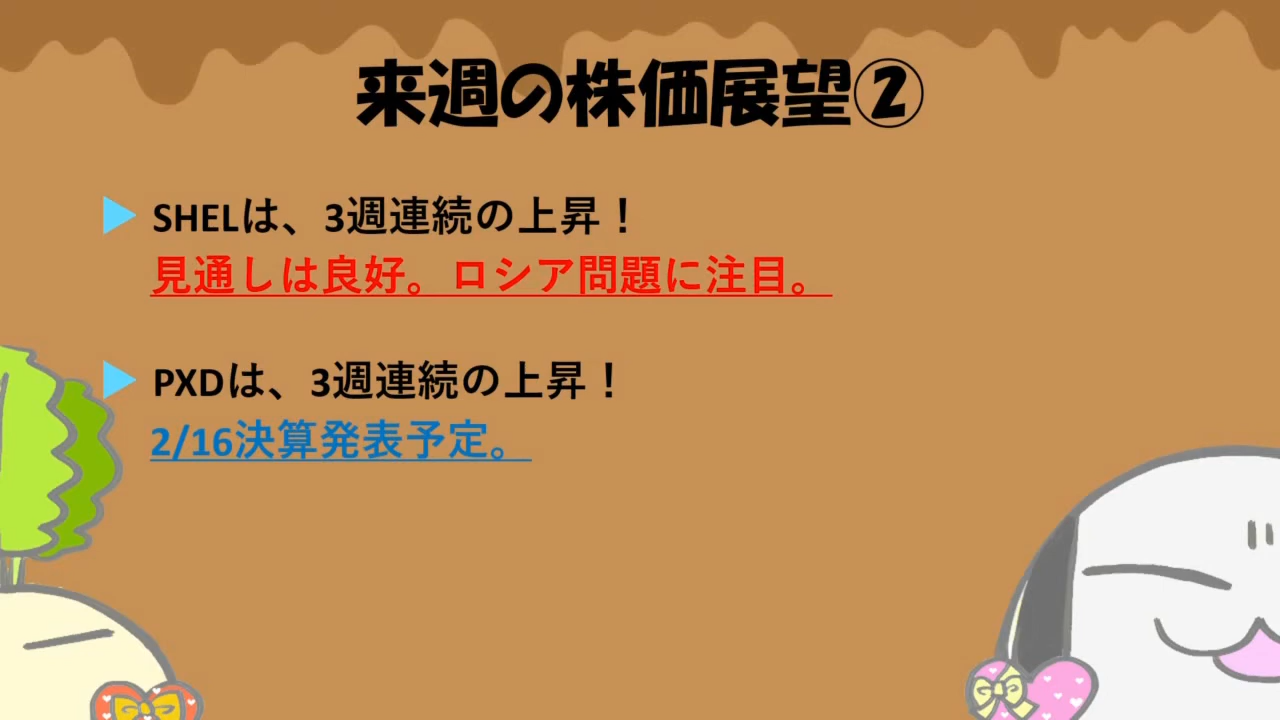 来週の株価展望②
SHELは、3週連続の上昇！
見通しは良好。ロシア問題に注目。
PXDは、3週連続の上昇！
2/16決算発表予定。